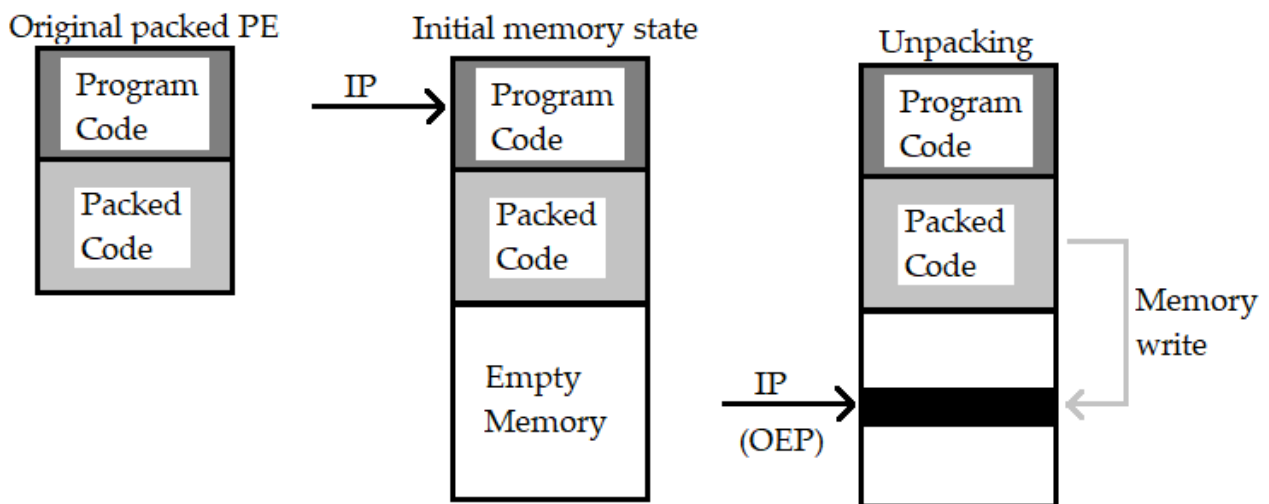 Original packed PE
Program
Code
Packed
Code
Initial memory state
IP
Program
Code
Packed
Code
Empty
Memory
Unpacking
Program
Code
Packed
Code
Memory
write
IP
(OEP)